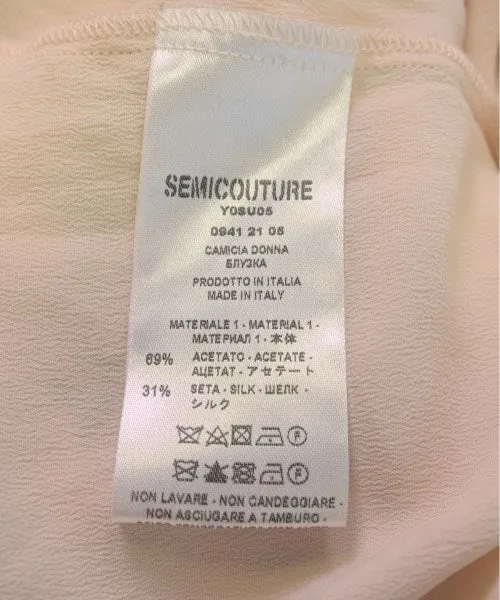 SEMICOUTURE
Y0SU05
0941 21 05
CAMICIA DONNA
БЛУЗКА
PRODOTTO IN ITALIA
MADE IN ITALY
MATERIALE 1 - MATERIAL 1 -
МАТЕРИАЛ 1 - 本体
69% ACETATO - ACETATE -
АЦЕТАТ - アセテート
31% SETA - SILK - ШЕЛК -
シルク
NON LAVARE - NON CANDEGGIARE -
NON ASCIUGARE A TAMBURO -